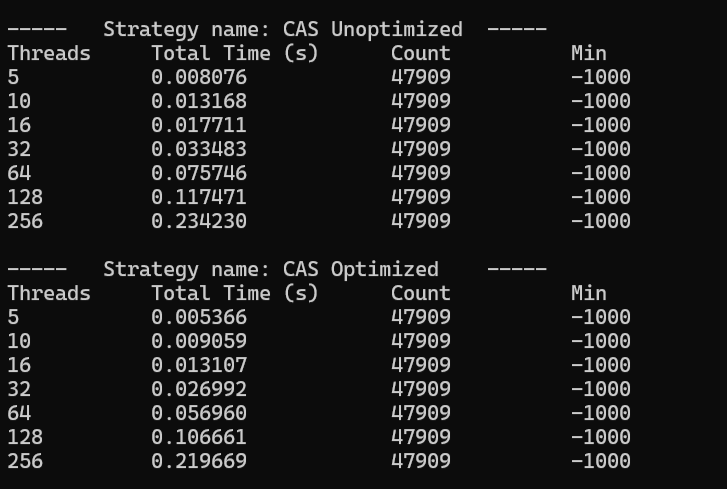 -----   Strategy name: CAS Unoptimized  -----
Threads     Total Time (s)      Count          Min
5           0.008076            47909          -1000
10          0.013168            47909          -1000
16          0.017711            47909          -1000
32          0.033483            47909          -1000
64          0.075746            47909          -1000
128         0.117471            47909          -1000
256         0.234230            47909          -1000
-----   Strategy name: CAS Optimized    -----
Threads     Total Time (s)      Count          Min
5           0.005366            47909          -1000
10          0.009059            47909          -1000
16          0.013107            47909          -1000
32          0.026992            47909          -1000
64          0.056960            47909          -1000
128         0.106661            47909          -1000
256         0.219669            47909          -1000